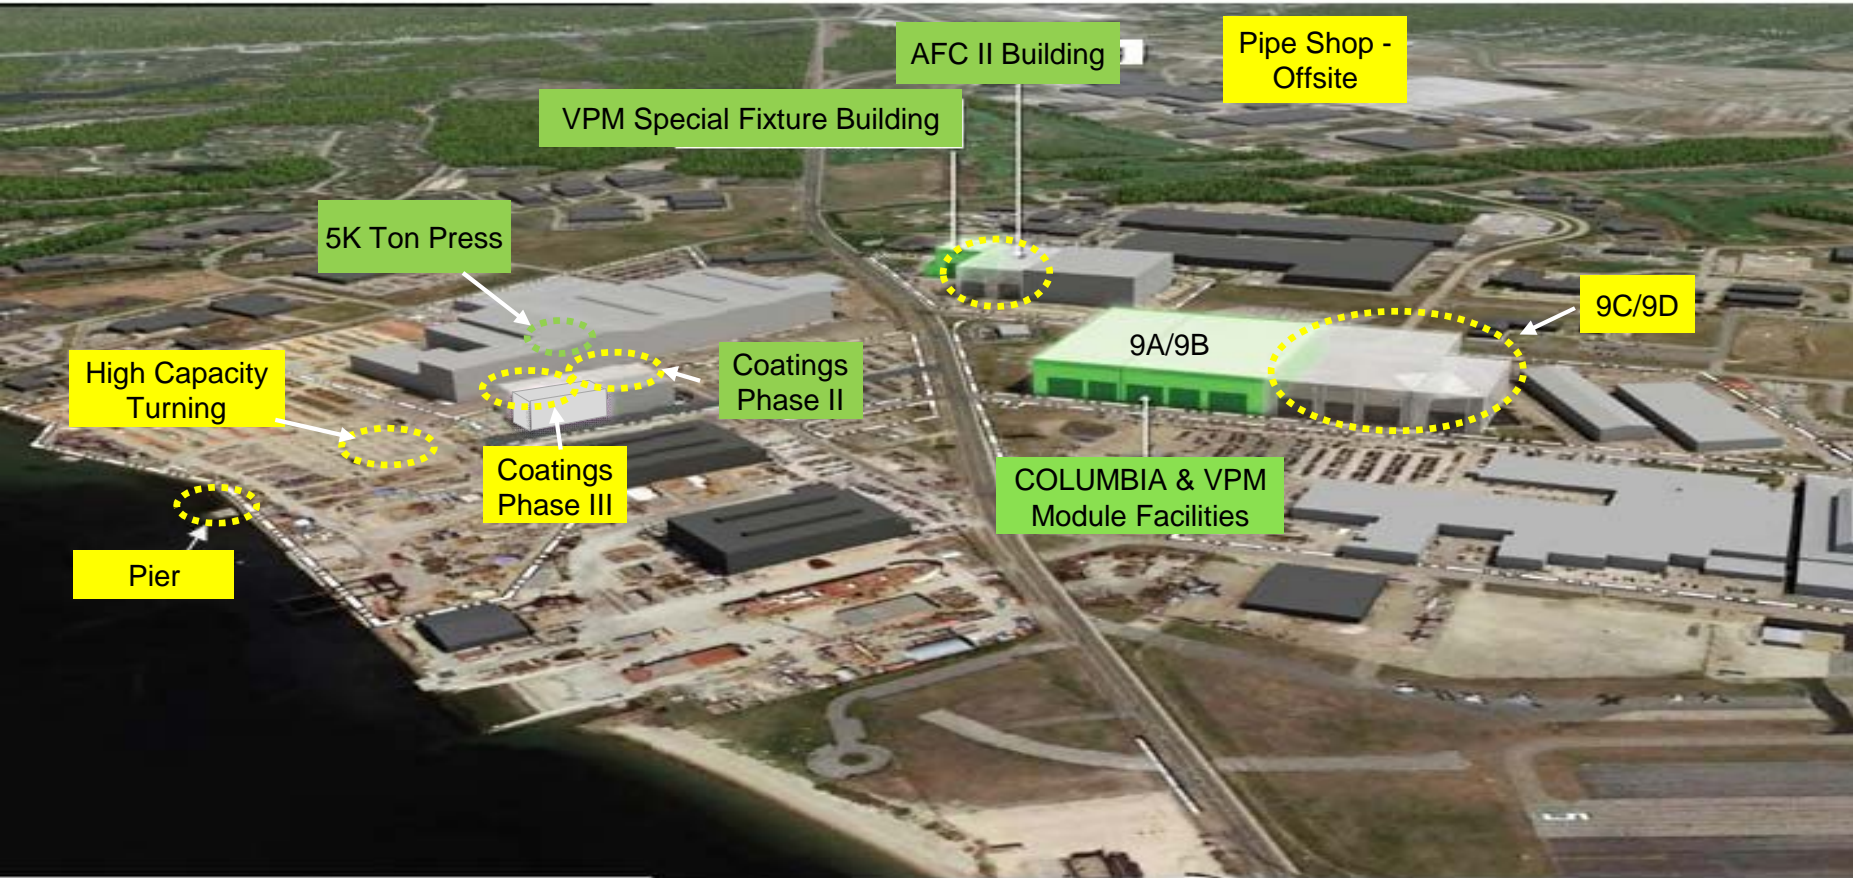 AFC II Building
Pipe Shop -
Offsite
VPM Special Fixture Building
5K Ton Press
9C/9D
9A/9B
High Capacity
Turning
Coatings
Phase II
Coatings
Phase III
COLUMBIA & VPM
Module Facilities
Pier